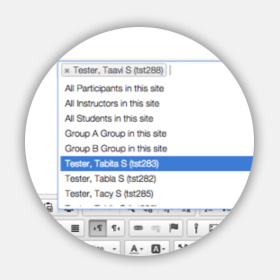 × Tester, Taavi S (tst288)
All Participants in this site
All Instructors in this site
All Students in this site
Group A Group in this site
Group B Group in this site
Tester, Tabita S (tst283)
Tester, Tabla S (tst282)
Tester, Tacy S (tst285)